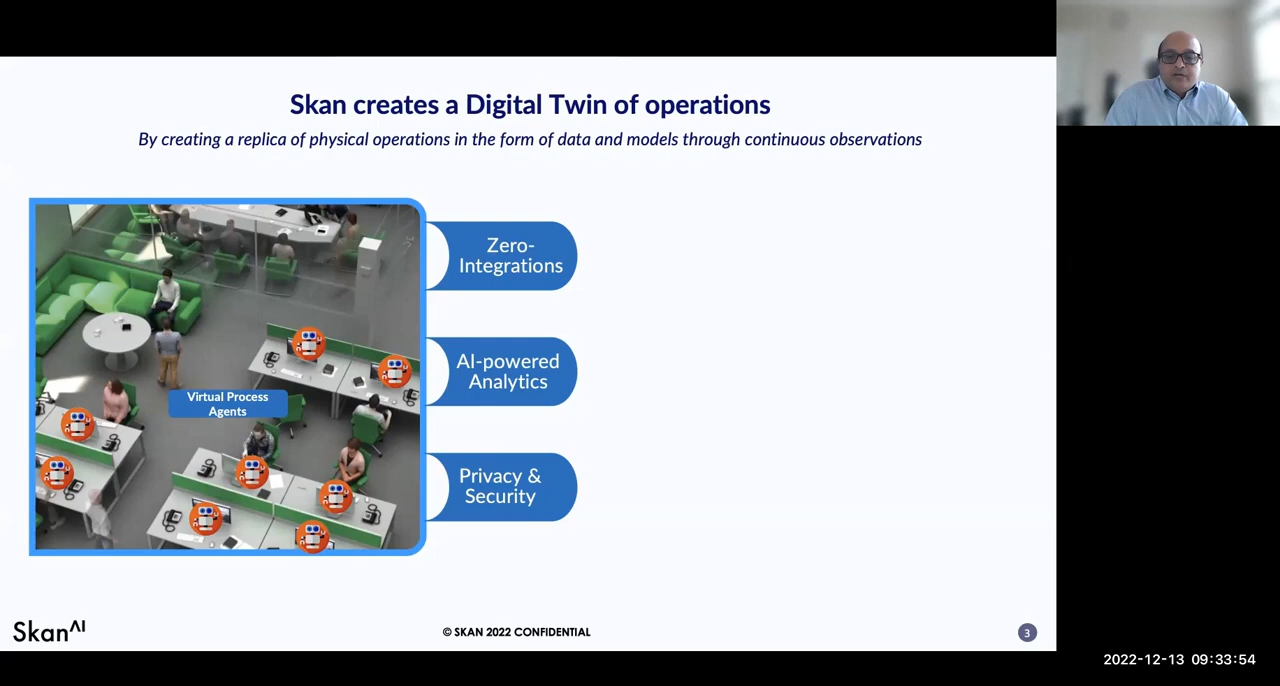 Skan creates a Digital Twin of operations
By creating a replica of physical operations in the form of data and models through continuous observations
Zero-
Integrations
AI-powered
Analytics
Virtual Process
Agents
Privacy &
Security
SkanAI
© SKAN 2022 CONFIDENTIAL
3
2022-12-13 09:33:54